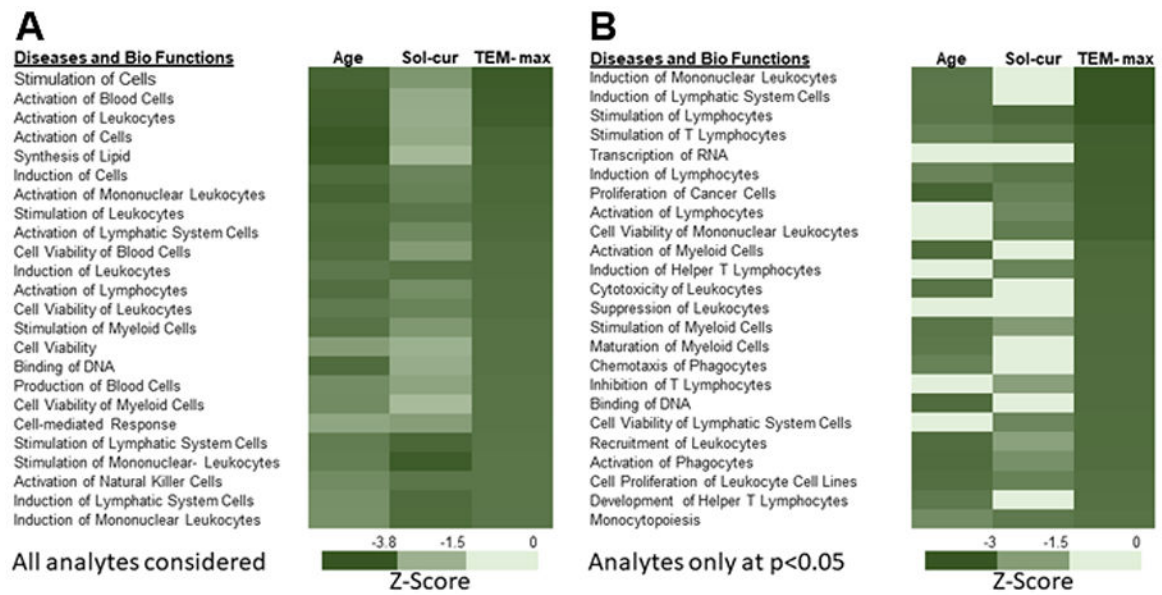 A
Diseases and Bio Functions Age Sol-cur TEM- max
Stimulation of Cells
Activation of Blood Cells
Activation of Leukocytes
Activation of Cells
Synthesis of Lipid
Induction of Cells
Activation of Mononuclear Leukocytes
Stimulation of Leukocytes
Activation of Lymphatic System Cells
Cell Viability of Blood Cells
Induction of Leukocytes
Activation of Lymphocytes
Cell Viability of Leukocytes
Stimulation of Myeloid Cells
Cell Viability
Binding of DNA
Production of Blood Cells
Cell Viability of Myeloid Cells
Cell-mediated Response
Stimulation of Lymphatic System Cells
Stimulation of Mononuclear- Leukocytes
Activation of Natural Killer Cells
Induction of Lymphatic System Cells
Induction of Mononuclear Leukocytes
-3.8 -1.5 0
All analytes considered
Z-Score
B
Diseases and Bio Functions Age Sol-cur TEM-max
Induction of Mononuclear Leukocytes
Induction of Lymphatic System Cells
Stimulation of Lymphocytes
Stimulation of T Lymphocytes
Transcription of RNA
Induction of Lymphocytes
Proliferation of Cancer Cells
Activation of Lymphocytes
Cell Viability of Mononuclear Leukocytes
Activation of Myeloid Cells
Induction of Helper T Lymphocytes
Cytotoxicity of Leukocytes
Suppression of Leukocytes
Stimulation of Myeloid Cells
Maturation of Myeloid Cells
Chemotaxis of Phagocytes
Inhibition of T Lymphocytes
Binding of DNA
Cell Viability of Lymphatic System Cells
Recruitment of Leukocytes
Activation of Phagocytes
Cell Proliferation of Leukocyte Cell Lines
Development of Helper T Lymphocytes
Monocytopoiesis
-3 -1.5 0
Analytes only at p<0.05
Z-Score